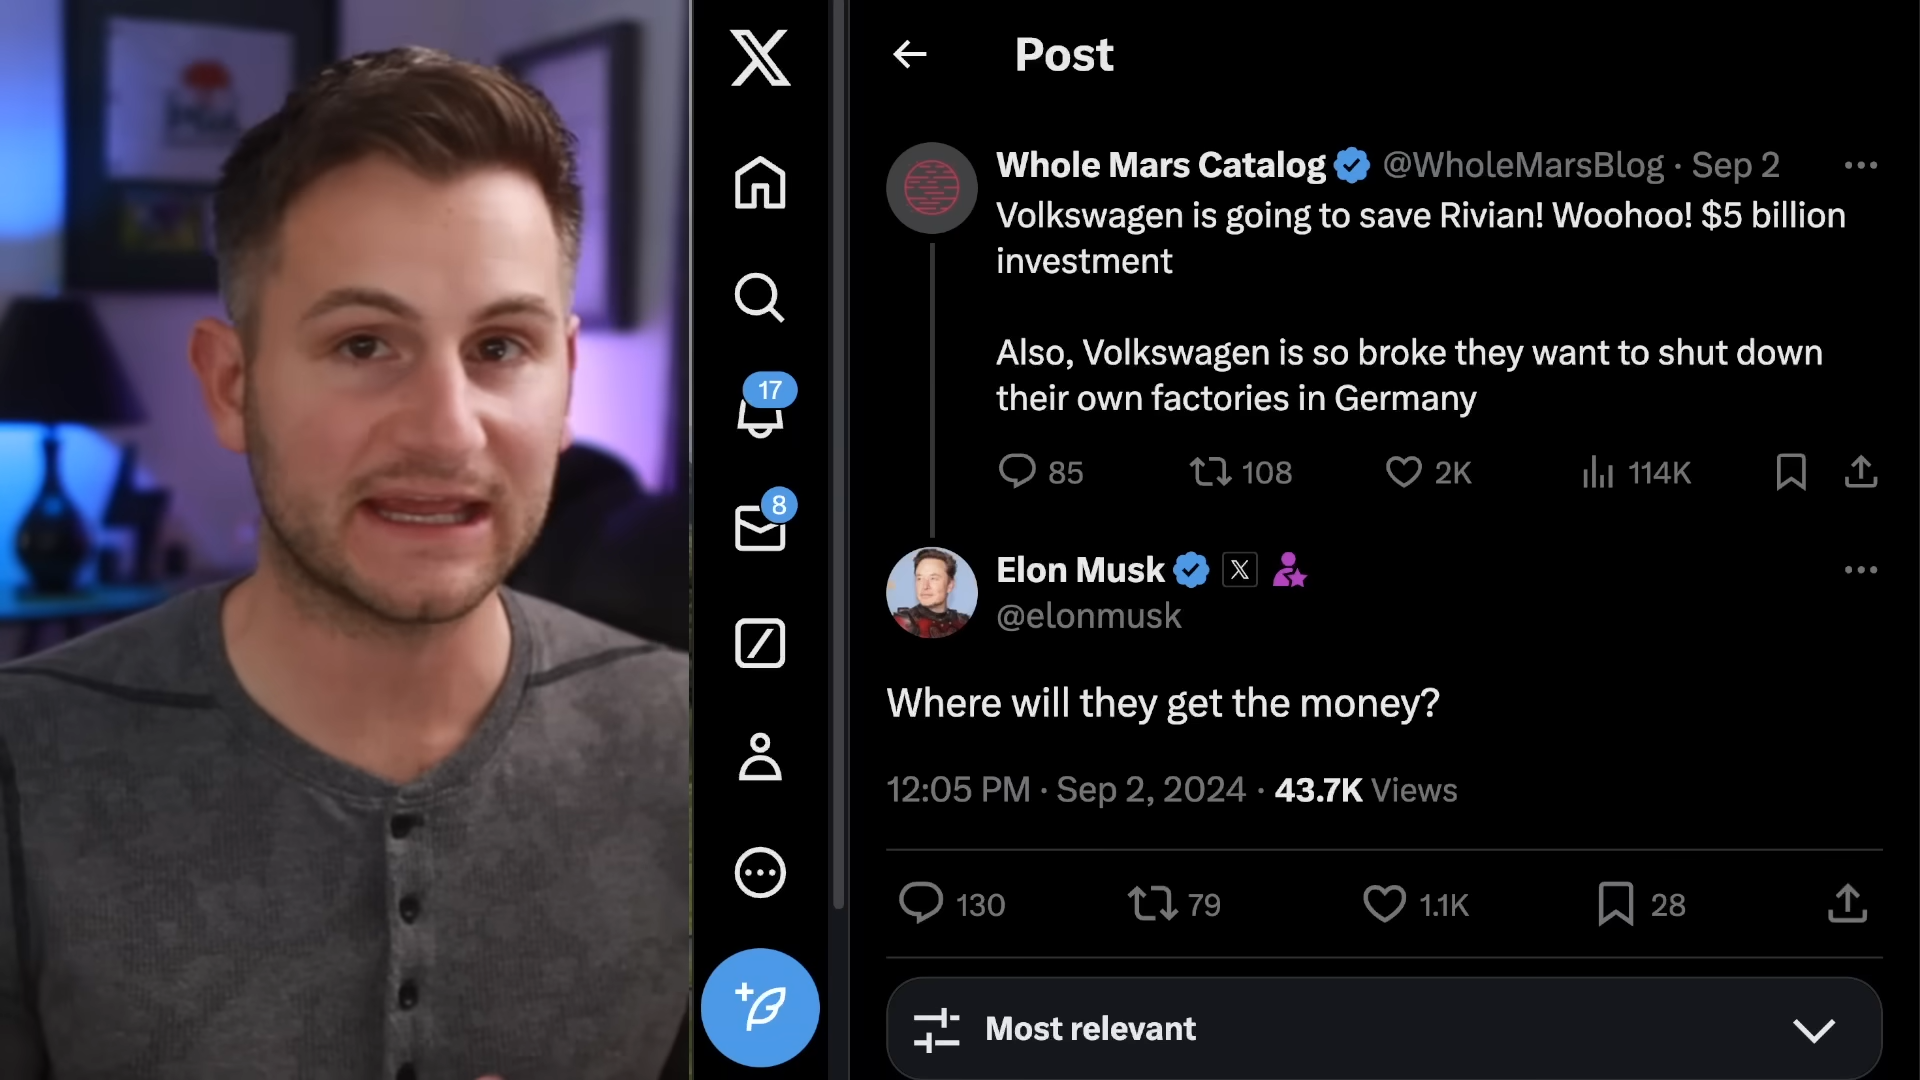 Post
Whole Mars Catalog @WholeMarsBlog · Sep 2
Volkswagen is going to save Rivian! Woohoo! $5 billion
investment
Also, Volkswagen is so broke they want to shut down
their own factories in Germany
85 108 2K 114K
17
8
Elon Musk
@elonmusk
Where will they get the money?
12:05 PM · Sep 2, 2024 · 43.7K Views
130 79 1.1K 28
Most relevant